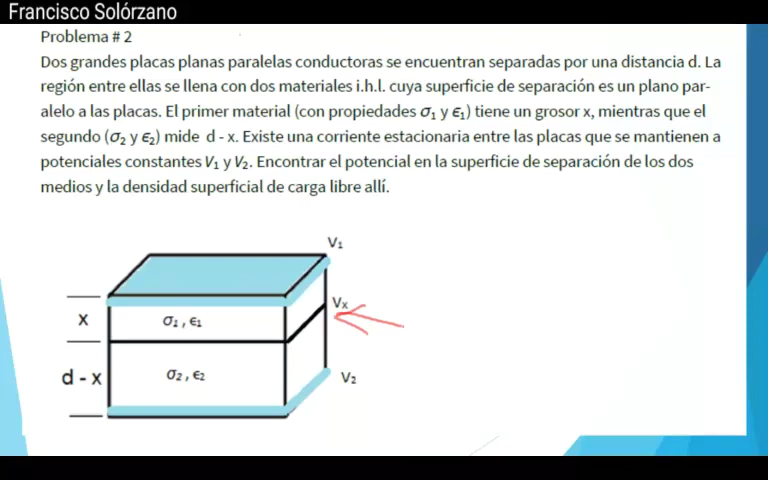 Francisco Solórzano
Problema # 2
Dos grandes placas planas paralelas conductoras se encuentran separadas por una distancia d. La
región entre ellas se llena con dos materiales i.h.l. cuya superficie de separación es un plano par-
alelo a las placas. El primer material (con propiedades σ₁ y ϵ₁) tiene un grosor x, mientras que el
segundo (σ₂ y ϵ₂) mide d - x. Existe una corriente estacionaria entre las placas que se mantienen a
potenciales constantes V₁ y V₂. Encontrar el potencial en la superficie de separación de los dos
medios y la densidad superficial de carga libre allí.
V₁
Vₓ
x
σ₁ , ϵ₁
d - x
σ₂ , ϵ₂
V₂